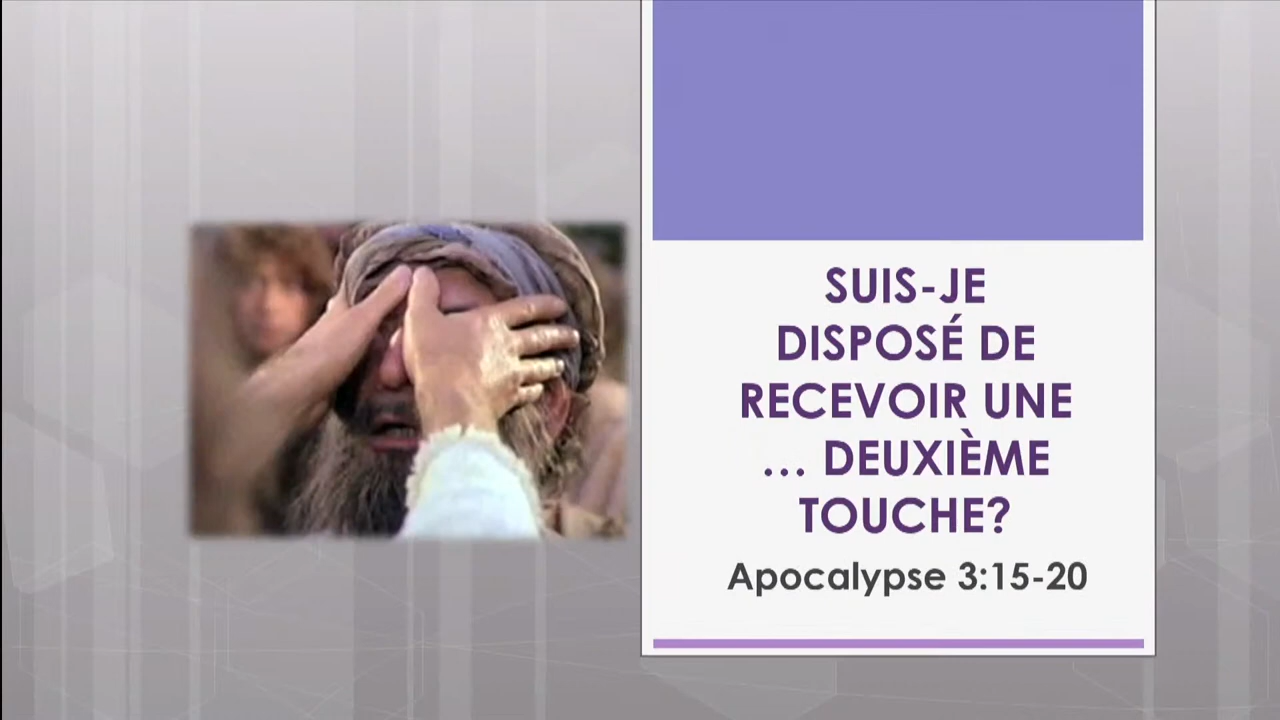 SUIS-JE
DISPOSÉ DE
RECEVOIR UNE
… DEUXIÈME
TOUCHE?
Apocalypse 3:15-20